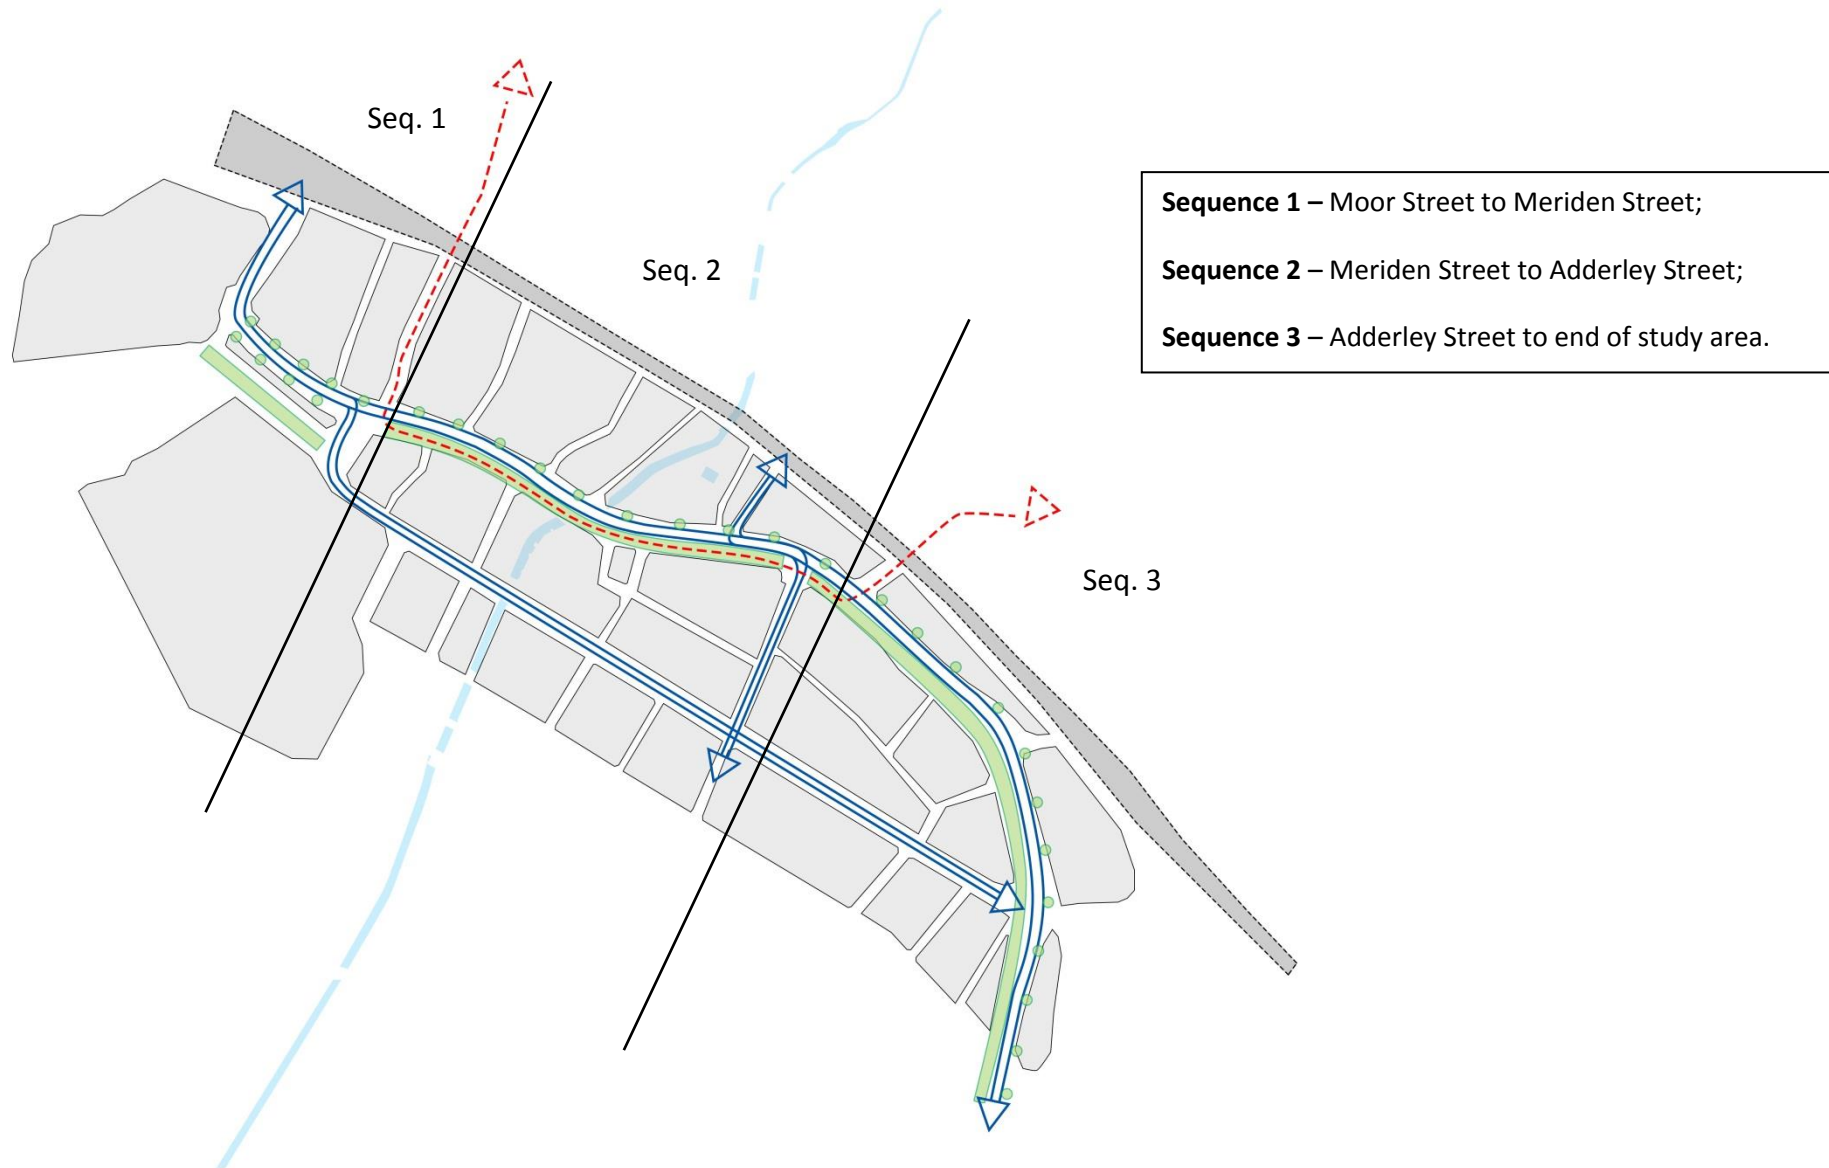 Seq. 1
Seq. 2
Seq. 3
Sequence 1 – Moor Street to Meriden Street;
Sequence 2 – Meriden Street to Adderley Street;
Sequence 3 – Adderley Street to end of study area.